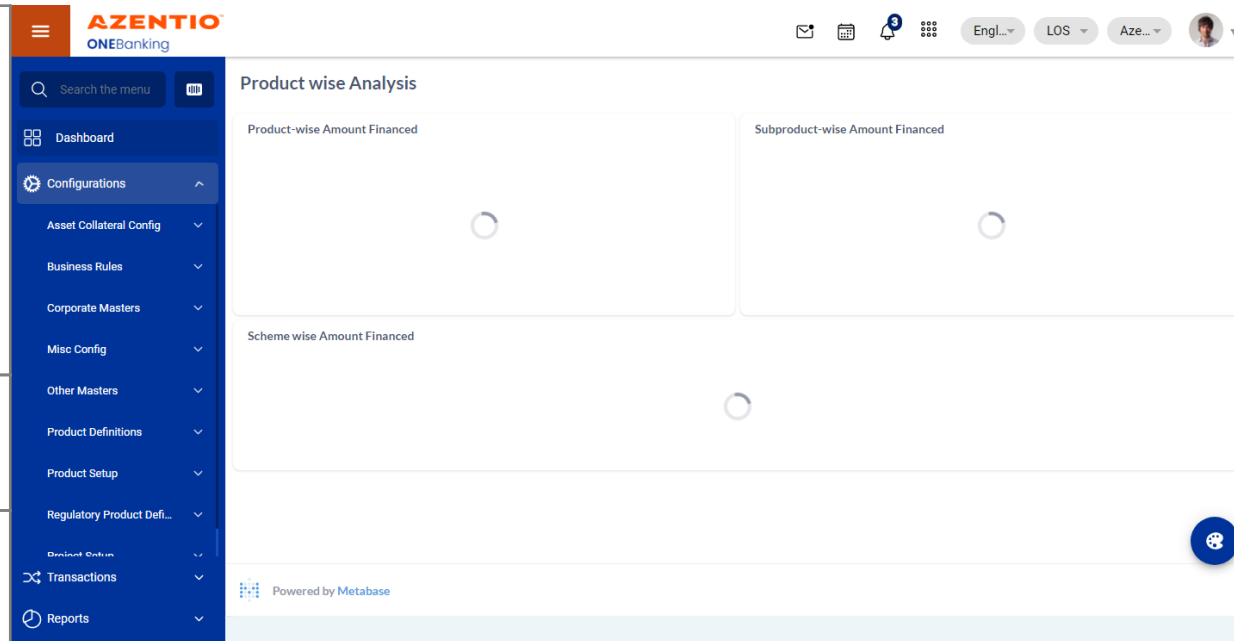 AZENTIO
ONEBanking
3
Engl...
LOS
Aze...
Search the menu
Dashboard
Configurations
Asset Collateral Config
Business Rules
Corporate Masters
Misc Config
Other Masters
Product Definitions
Product Setup
Regulatory Product Defi...
Project Setup
Transactions
Reports
Product wise Analysis
Product-wise Amount Financed
Subproduct-wise Amount Financed
Scheme wise Amount Financed
Powered by Metabase